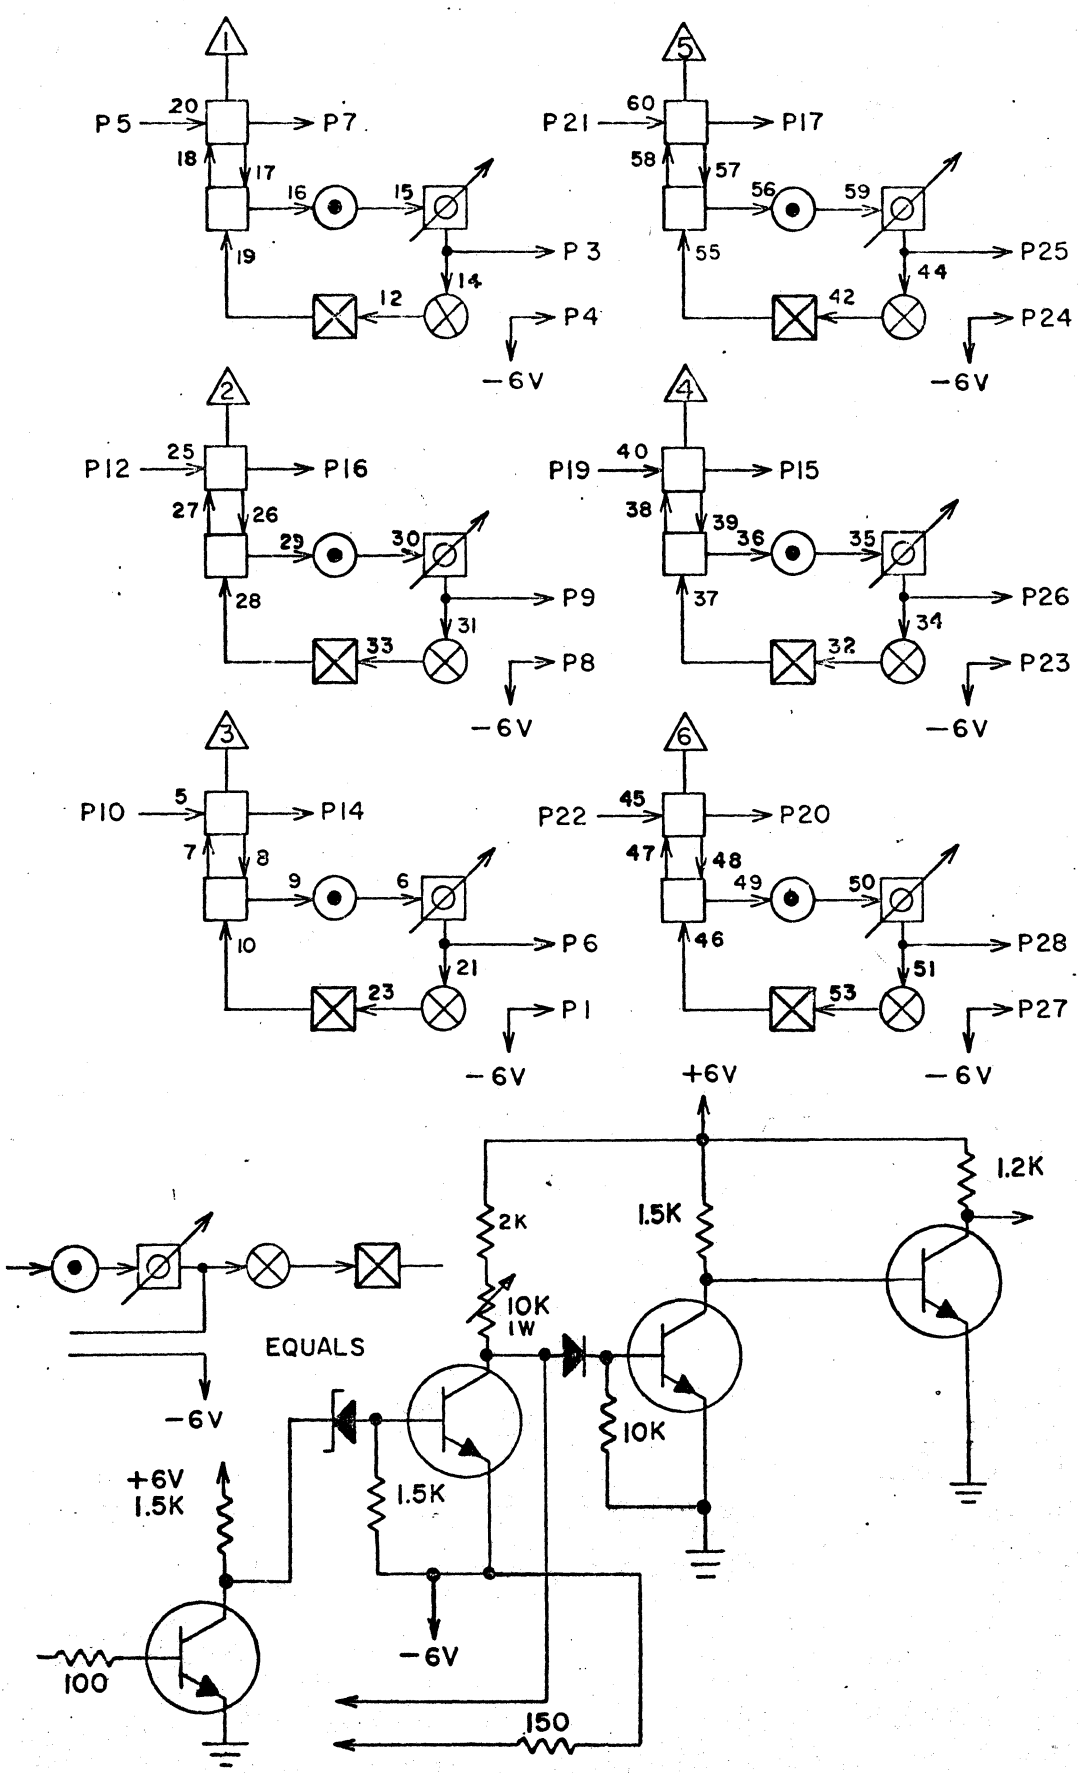 1
20
P5
P7
18
17
16
15
19
P3
14
12
P4
-6V
5
60
P21
P17
58
57
56
59
55
P25
44
42
P24
-6V
2
25
P12
P16
27
26
29
30
28
P9
31
33
P8
-6V
4
40
P19
P15
38
39
36
35
37
P26
34
32
P23
-6V
3
5
P10
P14
7
8
9
6
10
P6
21
23
P1
-6V
6
45
P22
P20
47
48
49
50
46
P28
51
53
P27
-6V
+6V
1.2K
1.5K
2K
10K
1W
EQUALS
-6V
10K
+6V
1.5K
1.5K
-6V
100
150